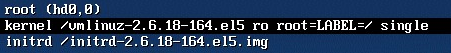 root (hd0,0)
kernel /vmlinuz-2.6.18-164.el5 ro root=LABEL=/ single
initrd /initrd-2.6.18-164.el5.img